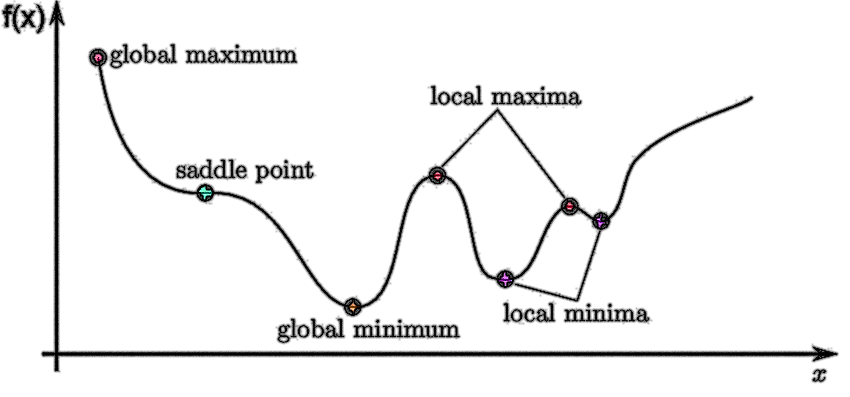 f(x)
global maximum
local maxima
saddle point
local minima
global minimum
x